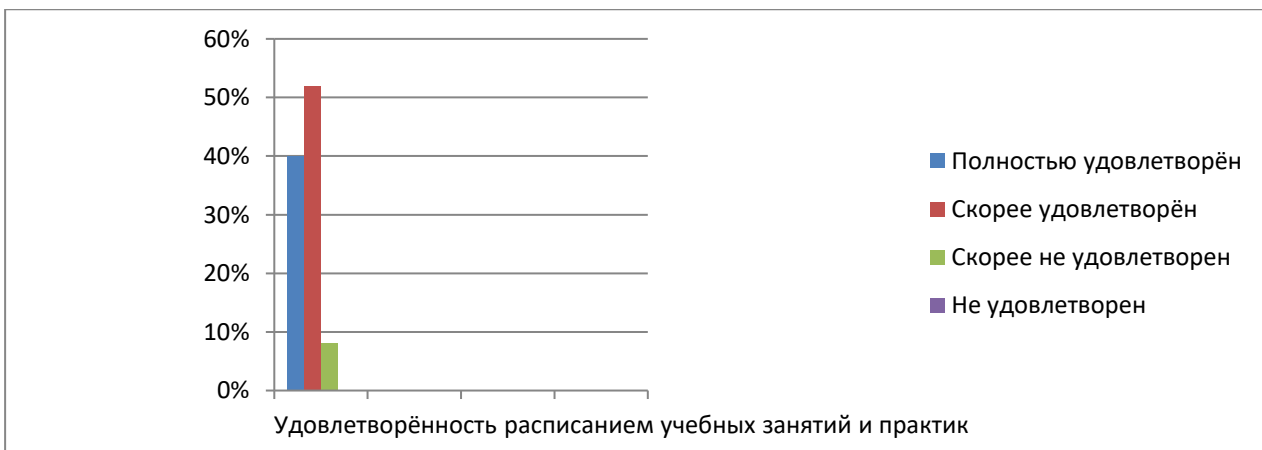 60%
50%
40%
30%
20%
10%
0%
Удовлетворённость расписанием учебных занятий и практик
Полностью удовлетворён
Скорее удовлетворён
Скорее не удовлетворен
Не удовлетворен